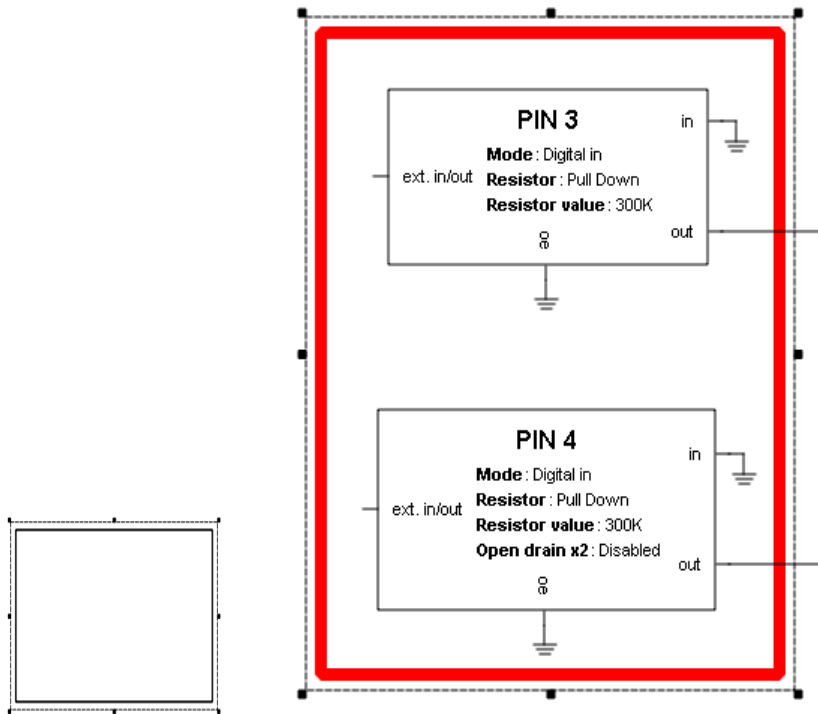 PIN 3
in
Mode : Digital in
ext. in/out
Resistor : Pull Down
Resistor value : 300K
out
oe
PIN 4
in
Mode : Digital in
Resistor : Pull Down
ext. in/out
Resistor value : 300K
Open drain x2 : Disabled
out
oe